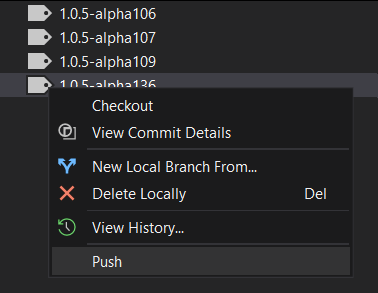 1.0.5-alpha106
1.0.5-alpha107
1.0.5-alpha109
1.0.5-alpha136
Checkout
View Commit Details
New Local Branch From...
Delete Locally Del
View History...
Push